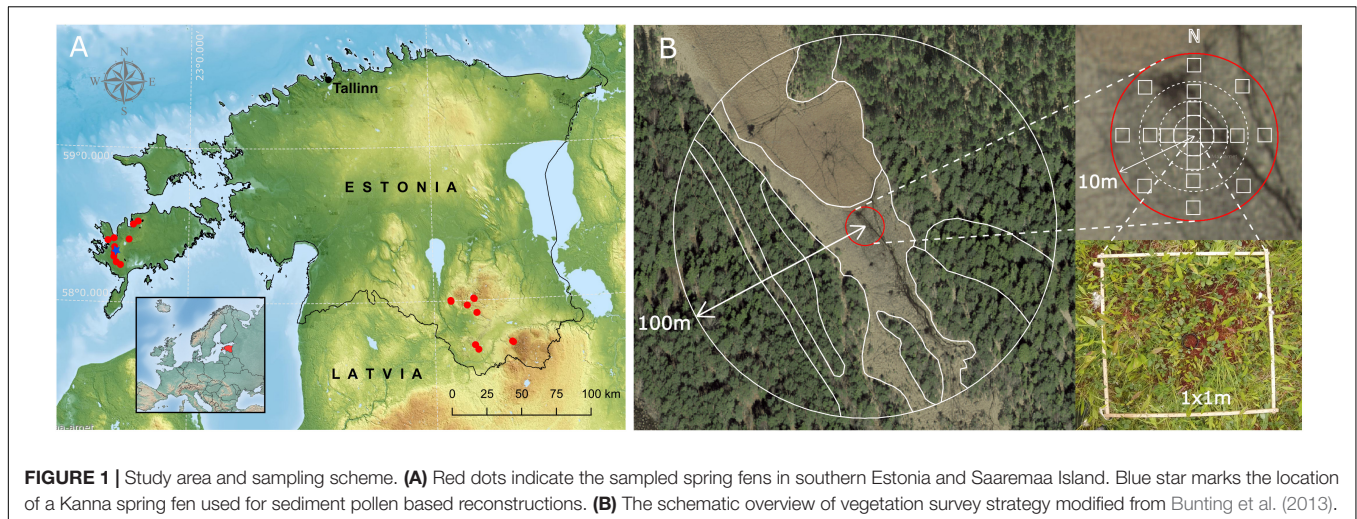 A
N
W
E
S
23°0.000'
Tallinn
59°0.000'
ESTONIA
58°0.000'
LATVIA
0 25 50 75 100 km
B
100m
N
10m
1x1m
FIGURE 1 | Study area and sampling scheme. (A) Red dots indicate the sampled spring fens in southern Estonia and Saaremaa Island. Blue star marks the location
of a Kanna spring fen used for sediment pollen based reconstructions. (B) The schematic overview of vegetation survey strategy modified from Bunting et al. (2013).